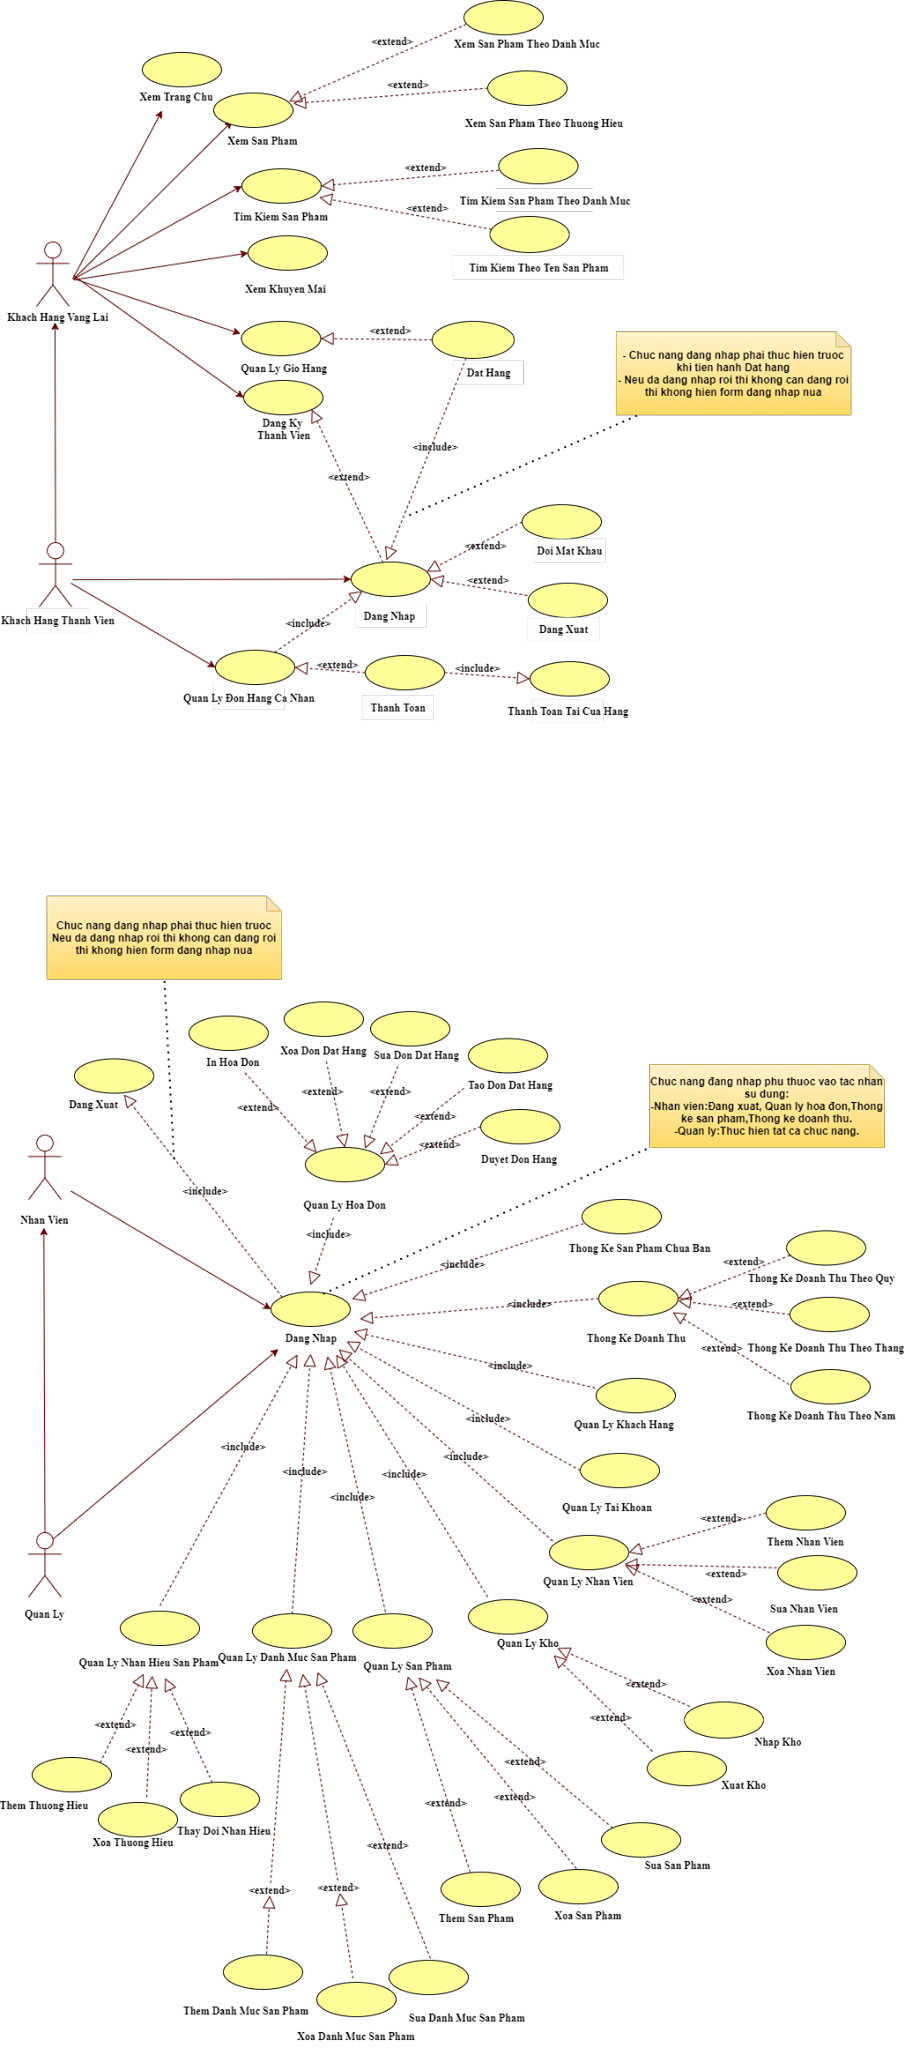 <extend>
Xem San Pham Theo Danh Muc
Xem Trang Chu
<extend>
Xem San Pham Theo Thuong Hieu
Xem San Pham
<extend>
Tim Kiem San Pham Theo Danh Muc
<extend>
Tim Kiem San Pham
Tim Kiem Theo Ten San Pham
Xem Khuyen Mai
Khach Hang Vang Lai
<extend>
Quan Ly Gio Hang
Dat Hang
- Chuc nang dang nhap phai thuc hien truoc
khi tien hanh Dat hang
- Neu da dang nhap roi thi khong can dang roi
thi khong hien form dang nhap nua
Dang Ky
Thanh Vien
<include>
<extend>
<extend>
Doi Mat Khau
<extend>
Khach Hang Thanh Vien
Dang Nhap
<include>
Dang Xuat
<extend>
<include>
Quan Ly Đon Hang Ca Nhan
Thanh Toan
Thanh Toan Tai Cua Hang
Chuc nang dang nhap phai thuc hien truoc
Neu da dang nhap roi thi khong can dang roi
thi khong hien form dang nhap nua
In Hoa Don
Xoa Don Dat Hang
Sua Don Dat Hang
Tao Don Dat Hang
Dang Xuat
<extend>
<extend>
<extend>
<extend>
<extend>
Duyet Don Hang
Chuc nang đang nhap phu thuoc vao tac nhan
su dung:
-Nhan vien:Đang xuat, Quan ly hoa đon,Thong
ke san pham,Thong ke doanh thu.
-Quan ly:Thuc hien tat ca chuc nang.
<include>
Quan Ly Hoa Don
Nhan Vien
<include>
Thong Ke San Pham Chua Ban
<include>
<extend>
Thong Ke Doanh Thu Theo Quy
<include>
<extend>
Dang Nhap
Thong Ke Doanh Thu
Thong Ke Doanh Thu Theo Thang
<extend>
<include>
Thong Ke Doanh Thu Theo Nam
Quan Ly Khach Hang
<include>
<include>
<include>
<include>
<include>
<include>
<include>
Quan Ly Tai Khoan
<extend>
Them Nhan Vien
<extend>
Quan Ly Nhan Vien
<extend>
Sua Nhan Vien
Quan Ly
Xoa Nhan Vien
Quan Ly Nhan Hieu San Pham
Quan Ly Danh Muc San Pham
Quan Ly San Pham
Quan Ly Kho
<extend>
<extend>
Nhap Kho
<extend>
<extend>
<extend>
Xuat Kho
Them Thuong Hieu
Xoa Thuong Hieu
Thay Doi Nhan Hieu
<extend>
<extend>
<extend>
<extend>
Sua San Pham
<extend>
<extend>
Them San Pham
Xoa San Pham
Them Danh Muc San Pham
Sua Danh Muc San Pham
Xoa Danh Muc San Pham